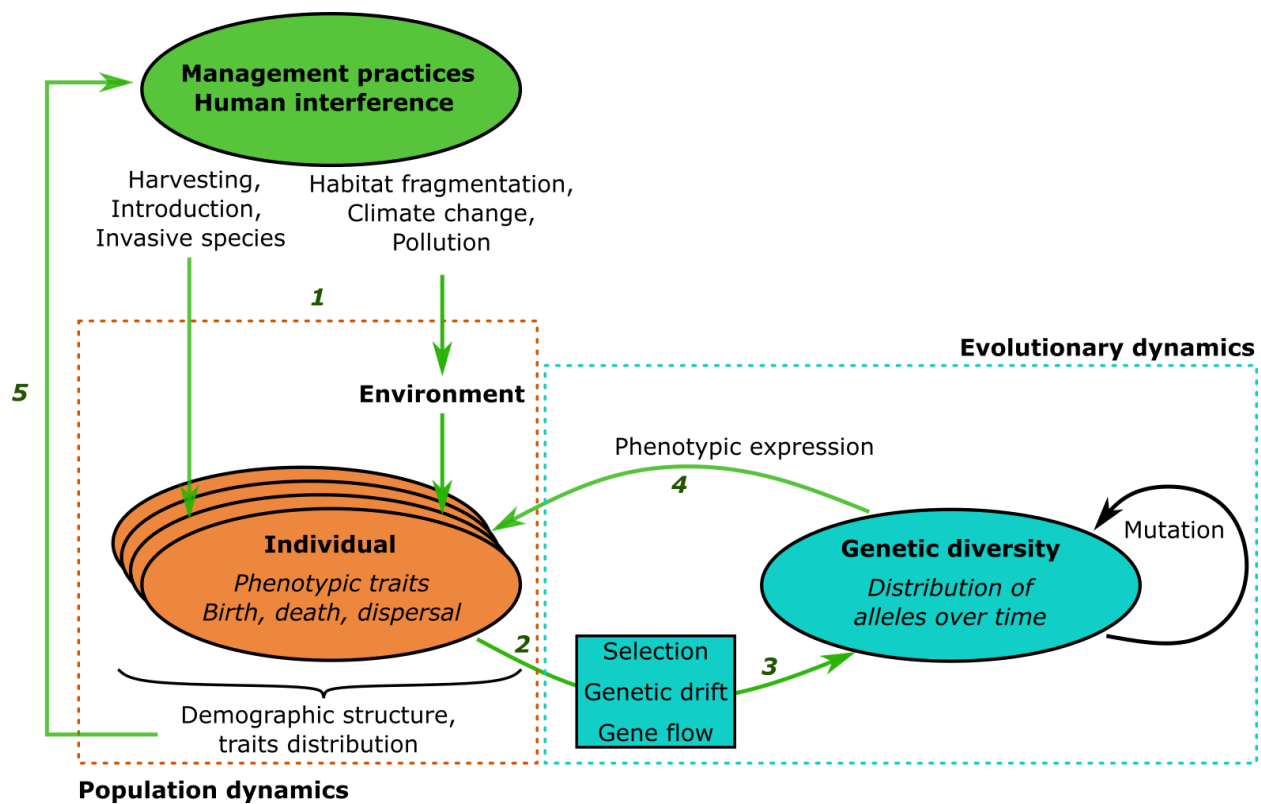 Management practices
Human interference
Harvesting,
Introduction,
Invasive species
Habitat fragmentation,
Climate change,
Pollution
1
5
Environment
Evolutionary dynamics
Phenotypic expression
4
Individual
Phenotypic traits
Birth, death, dispersal
Genetic diversity
Distribution of
alleles over time
Mutation
2
Selection
Genetic drift
Gene flow
3
Demographic structure,
traits distribution
Population dynamics